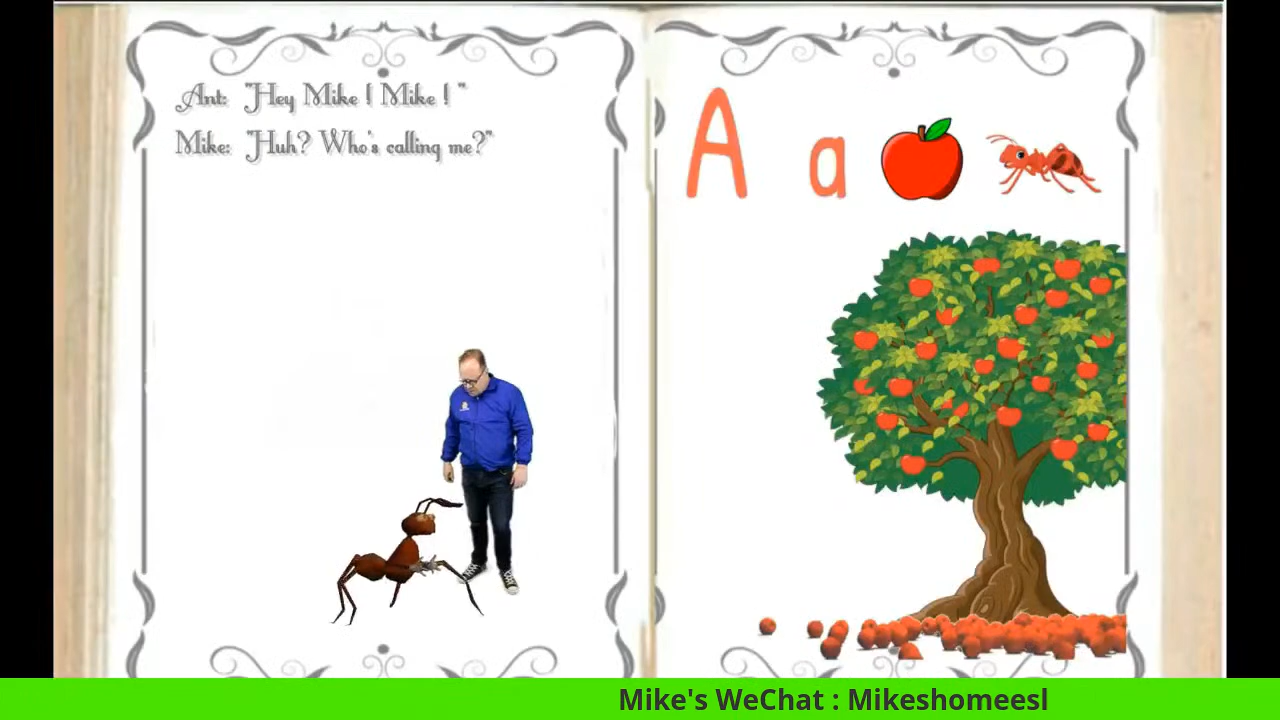 Ant: "Hey Mike ! Mike ! "
Mike: "Huh? Who's calling me?"
A a
Mike's WeChat : Mikeshomeesl